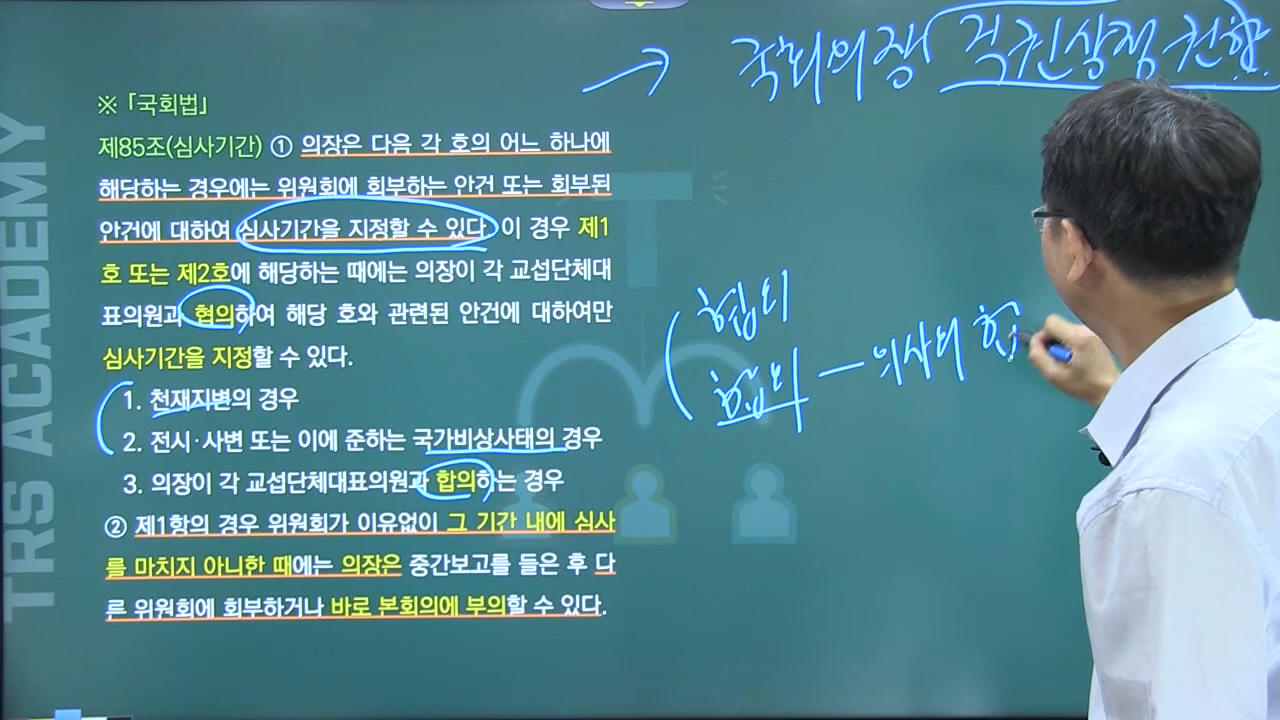 → 국회의장 직권상정 권한
※ 「국회법」
제85조(심사기간) ① 의장은 다음 각 호의 어느 하나에
해당하는 경우에는 위원회에 회부하는 안건 또는 회부된
안건에 대하여 심사기간을 지정할 수 있다. 이 경우 제1
호 또는 제2호에 해당하는 때에는 의장이 각 교섭단체대
표의원과 협의하여 해당 호와 관련된 안건에 대하여만
심사기간을 지정할 수 있다.
1. 천재지변의 경우
2. 전시·사변 또는 이에 준하는 국가비상사태의 경우
3. 의장이 각 교섭단체대표의원과 합의하는 경우
② 제1항의 경우 위원회가 이유없이 그 기간 내에 심사
를 마치지 아니한 때에는 의장은 중간보고를 들은 후 다
른 위원회에 회부하거나 바로 본회의에 부의할 수 있다.
협의
합의 — 의사의 합
TRS ACADEMY